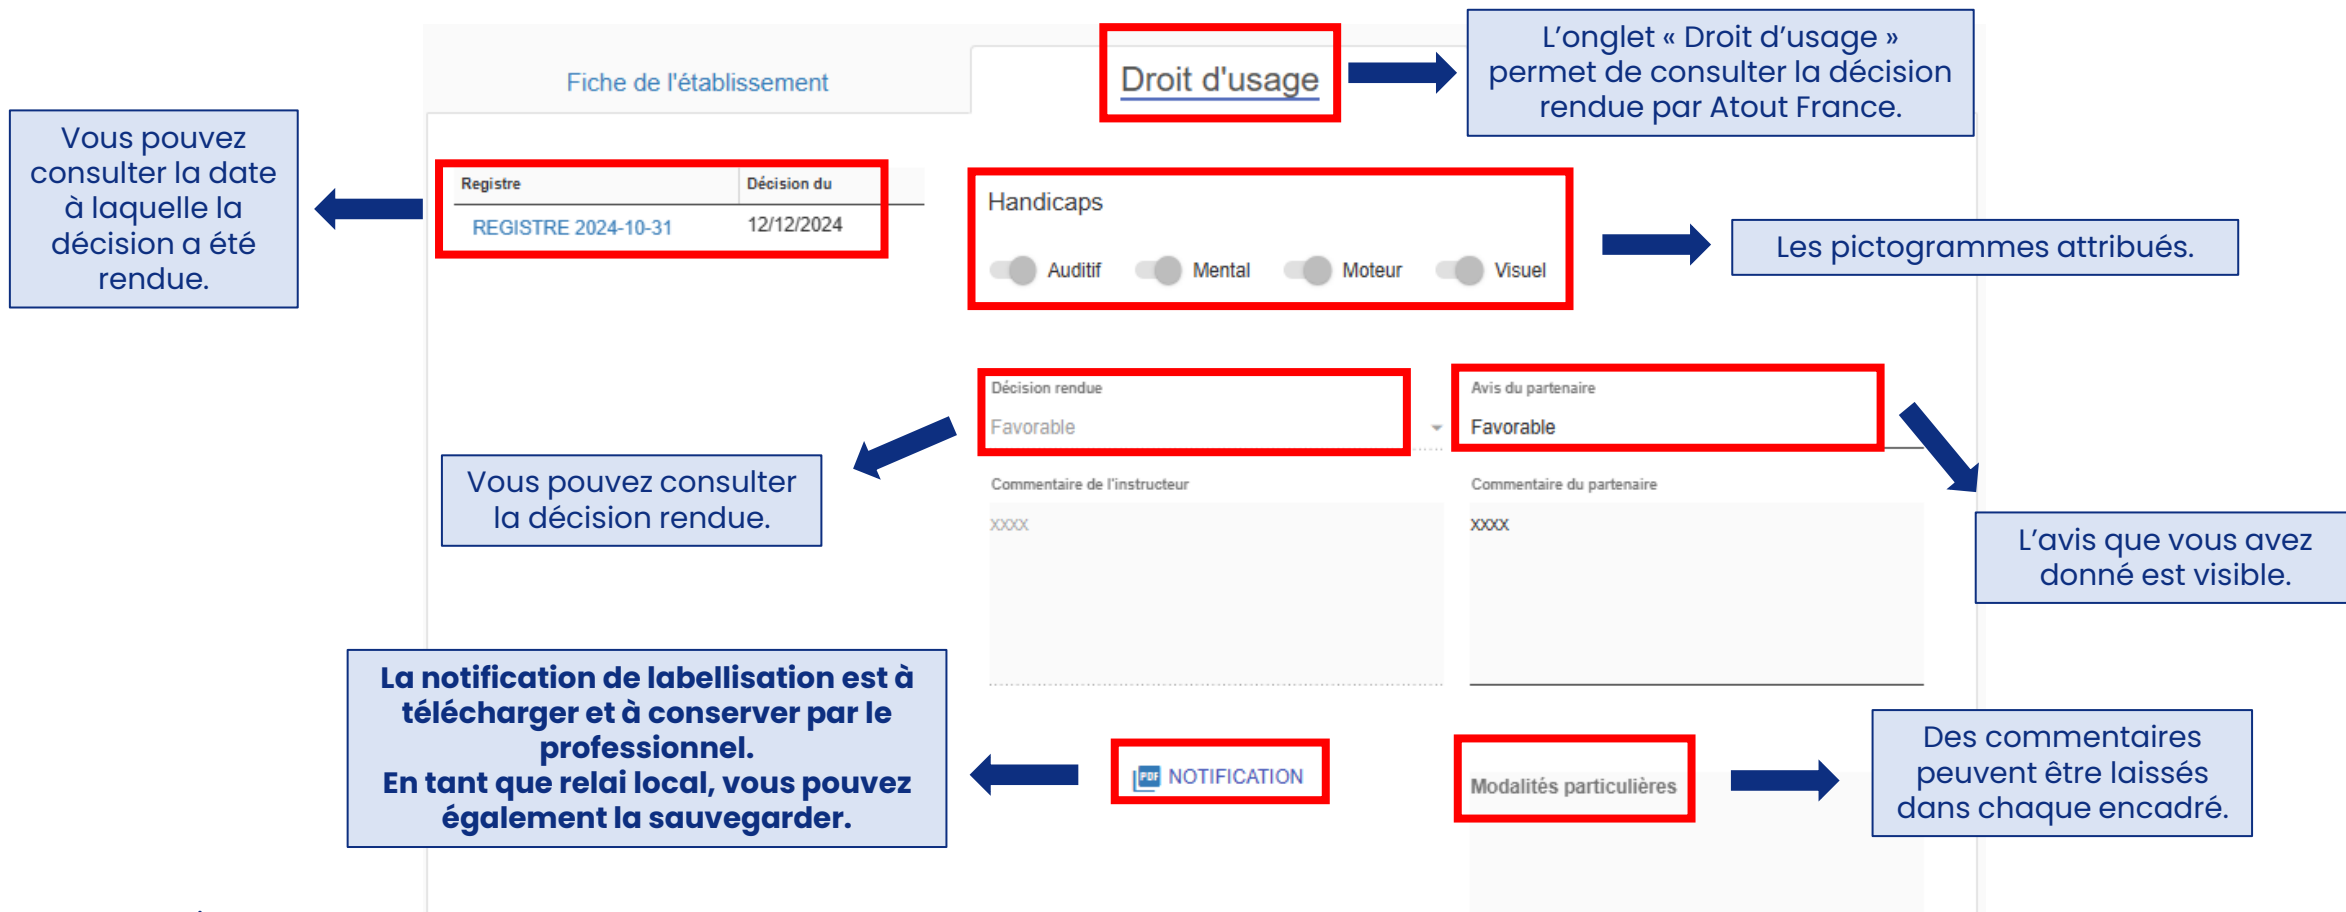 L'onglet « Droit d'usage »
permet de consulter la décision
rendue par Atout France.
Fiche de l'établissement
Droit d'usage
Vous pouvez
consulter la date
à laquelle la
décision a été
rendue.
Registre
Décision du
REGISTRE 2024-10-31
12/12/2024
Handicaps
Auditif
Mental
Moteur
Visuel
Les pictogrammes attribués.
Décision rendue
Favorable
Avis du partenaire
Favorable
Vous pouvez consulter
la décision rendue.
Commentaire de l'instructeur
xxxx
Commentaire du partenaire
xxxx
L'avis que vous avez
donné est visible.
La notification de labellisation est à
télécharger et à conserver par le
professionnel.
En tant que relai local, vous pouvez
également la sauvegarder.
PDF NOTIFICATION
Modalités particulières
Des commentaires
peuvent être laissés
dans chaque encadré.